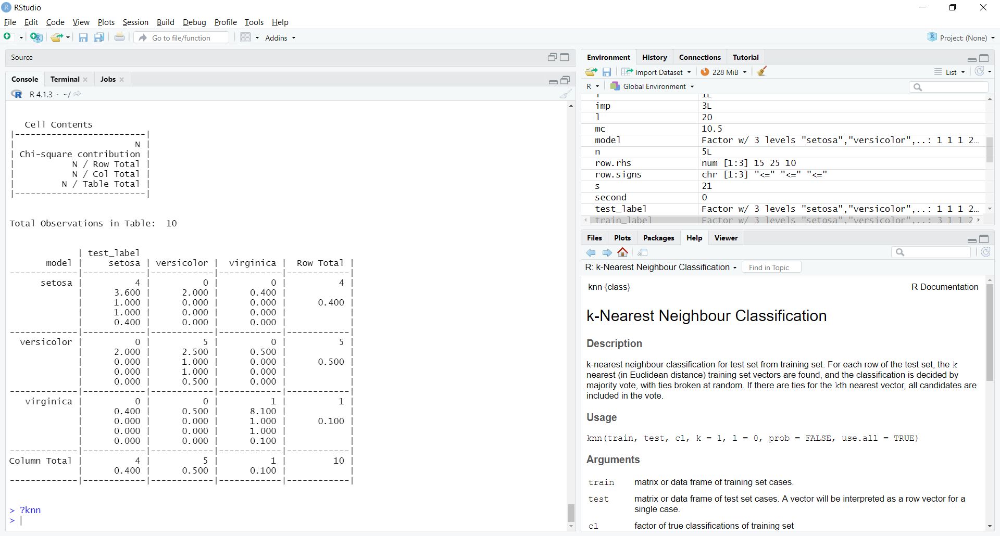 RStudio
File Edit Code View Plots Session Build Debug Profile Tools Help
Go to file/function Addins Project: (None)
Source
Console Terminal Jobs
R 4.1.3 · ~/
Cell Contents
|-------------------------|
| N |
| Chi-square contribution |
| N / Row Total |
| N / Col Total |
| N / Table Total |
|-------------------------|
Total Observations in Table: 10
| test_label
model | setosa | versicolor | virginica | Row Total |
-------------|------------|------------|------------|------------|
setosa | 4 | 0 | 0 | 4 |
| 3.600 | 2.000 | 0.400 | |
| 1.000 | 0.000 | 0.000 | 0.400 |
| 1.000 | 0.000 | 0.000 | |
| 0.400 | 0.000 | 0.000 | |
-------------|------------|------------|------------|------------|
versicolor | 0 | 5 | 0 | 5 |
| 2.000 | 2.500 | 0.500 | |
| 0.000 | 1.000 | 0.000 | 0.500 |
| 0.000 | 1.000 | 0.000 | |
| 0.000 | 0.500 | 0.000 | |
-------------|------------|------------|------------|------------|
virginica | 0 | 0 | 1 | 1 |
| 0.400 | 0.500 | 8.100 | |
| 0.000 | 0.000 | 1.000 | 0.100 |
| 0.000 | 0.000 | 1.000 | |
| 0.000 | 0.000 | 0.100 | |
-------------|------------|------------|------------|------------|
Column Total | 4 | 5 | 1 | 10 |
| 0.400 | 0.500 | 0.100 | |
-------------|------------|------------|------------|------------|
> ?knn
>
Environment History Connections Tutorial
Import Dataset 228 MiB List
R Global Environment
imp 3L
l 20
mc 10.5
model Factor w/ 3 levels "setosa","versicolor",..: 1 1 1 2…
n 5L
row.rhs num [1:3] 15 25 10
row.signs chr [1:3] "<=" "<=" "<="
s 21
second 0
test_label Factor w/ 3 levels "setosa","versicolor",..: 1 1 1 2…
train_label Factor w/ 3 levels "setosa","versicolor",..: 3 1 1 2…
Files Plots Packages Help Viewer
R: k-Nearest Neighbour Classification Find in Topic
knn {class} R Documentation
k-Nearest Neighbour Classification
Description
k-nearest neighbour classification for test set from training set. For each row of the test set, the k
nearest (in Euclidean distance) training set vectors are found, and the classification is decided by
majority vote, with ties broken at random. If there are ties for the kth nearest vector, all candidates are
included in the vote.
Usage
knn(train, test, cl, k = 1, l = 0, prob = FALSE, use.all = TRUE)
Arguments
train matrix or data frame of training set cases.
test matrix or data frame of test set cases. A vector will be interpreted as a row vector for a
single case.
cl factor of true classifications of training set